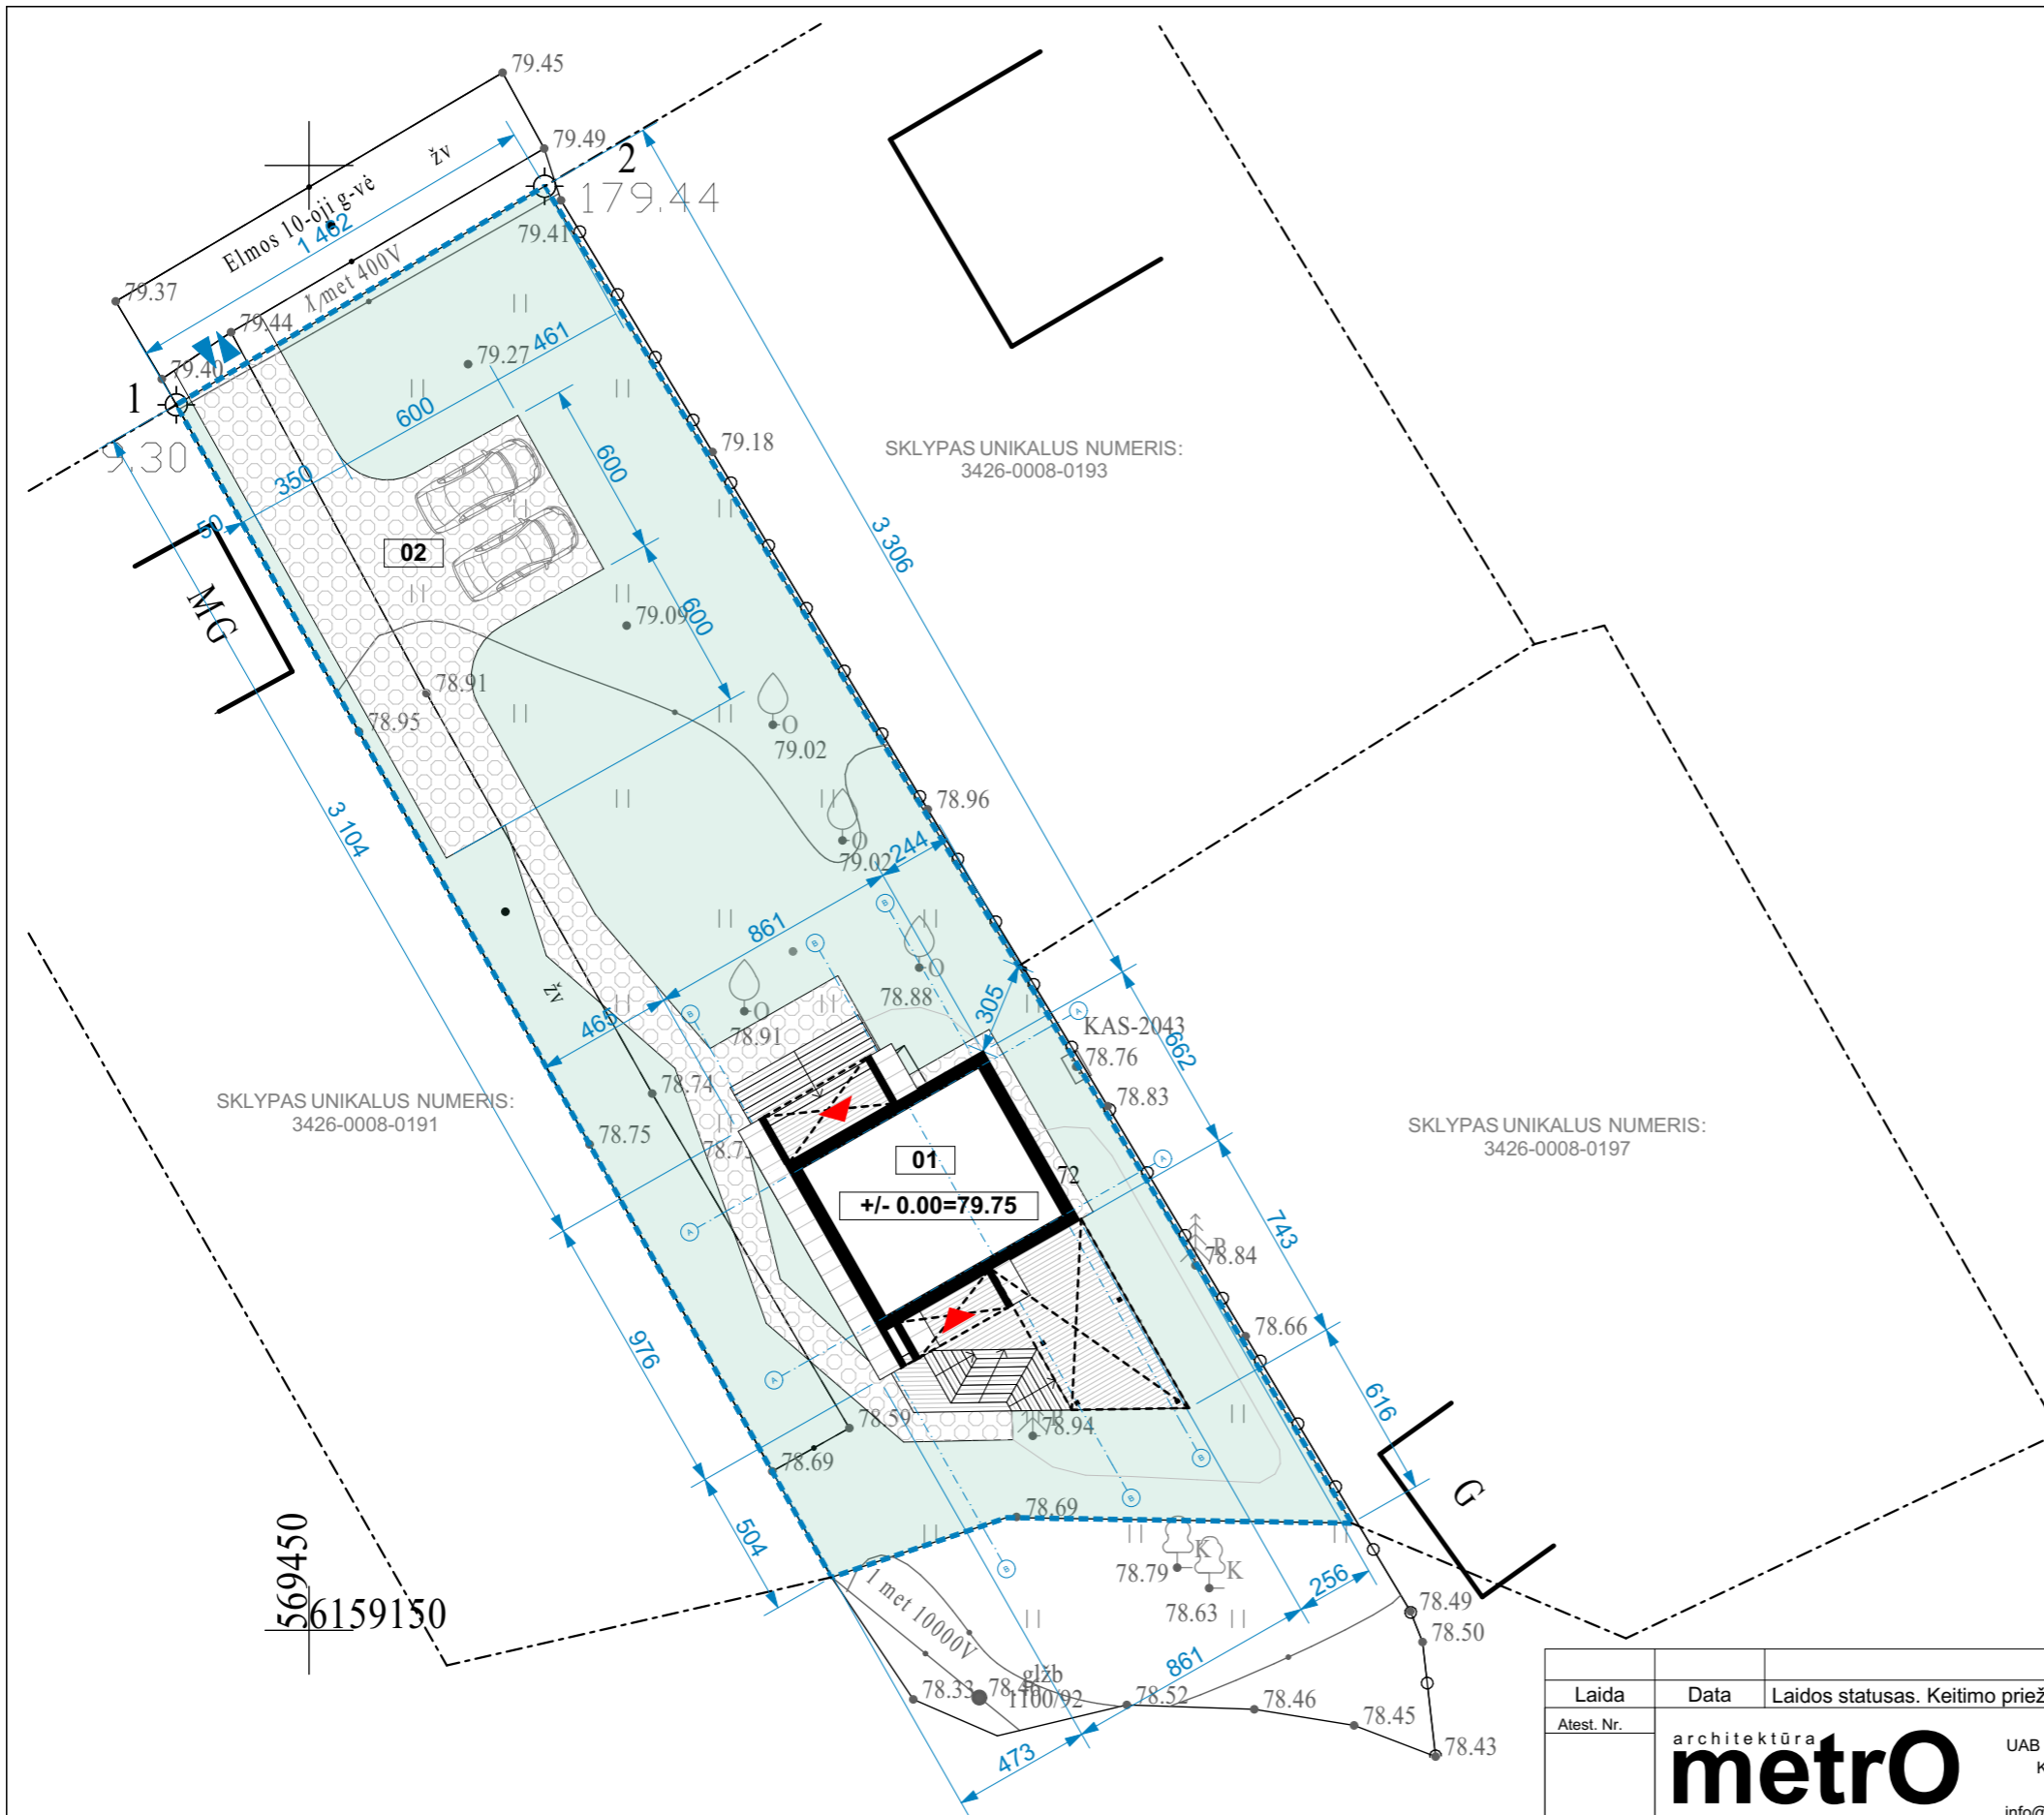 79.45
79.49
2
179.44
žv
Elmos 10-oji g-vė
1 462
79.41
79.37
λ/met 400V
79.44
461
79.27
79.40
1
600
9.30
79.18
SKLYPAS UNIKALUS NUMERIS:
3426-0008-0193
350
600
50
02
3 306
MG
79.09
600
78.91
78.95
O
79.02
78.96
3 104
O
79.02
244
B
861
B
O
78.88
žv
465
B
O
78.91
305
A
KAS-2043
78.76
662
78.74
78.83
SKLYPAS UNIKALUS NUMERIS:
3426-0008-0191
78.75
SKLYPAS UNIKALUS NUMERIS:
3426-0008-0197
01
A
72
+/- 0.00=79.75
A
743
78.84
78.66
976
A
616
78.59
78.94
B
78.69
G
B
78.69
504
K
K
78.79
B
78.63
256
569450
6159150
1 met 10000V
78.49
78.50
861
glžb
1100/92
78.33
78.52
78.46
78.45
78.43
473
Laida
Data
Laidos statusas. Keitimo priež
Atest. Nr.
architektūra
metrO
UAB
K
info@